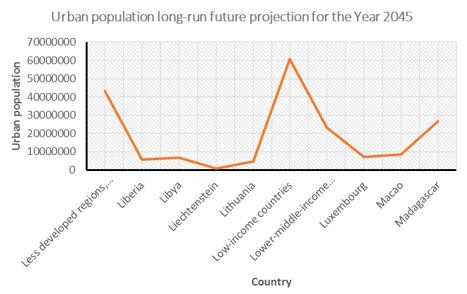 Urban population long-run future projection for the Year 2045
Urban population
70000000
60000000
50000000
40000000
30000000
20000000
10000000
0
Less developed regions,...
Liberia
Libya
Liechtenstein
Lithuania
Low-income countries
Lower-middle-income...
Luxembourg
Macao
Madagascar
Country